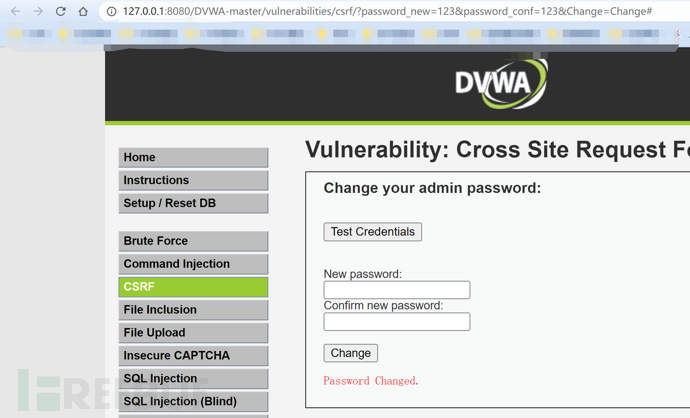 127.0.0.1:8080/DVWA-master/vulnerabilities/csrf/?password_new=123&password_conf=123&Change=Change#
DVWA
Home
Instructions
Setup / Reset DB
Brute Force
Command Injection
CSRF
File Inclusion
File Upload
Insecure CAPTCHA
SQL Injection
SQL Injection (Blind)
Vulnerability: Cross Site Request Fo
Change your admin password:
Test Credentials
New password:
Confirm new password:
Change
Password Changed.